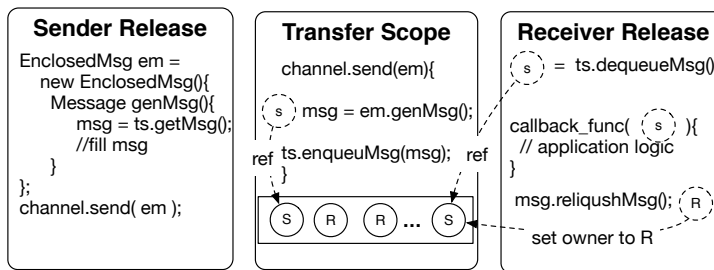 Sender Release
EnclosedMsg em =
new EnclosedMsg(){
Message genMsg(){
msg = ts.getMsg();
//fill msg
}
};
channel.send( em );
Transfer Scope
channel.send(em){
s msg = em.genMsg();
ref
ts.enqueuMsg(msg);
ref
}
S R R ... S
Receiver Release
s = ts.dequeueMsg()
callback_func( s ){
// application logic
}
msg.reliqushMsg(); R
set owner to R